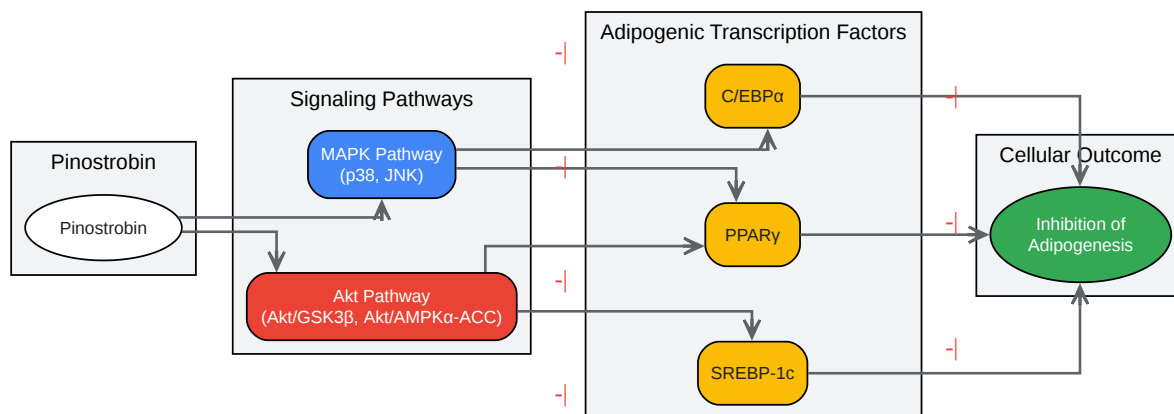 Pinostrobin
Pinostrobin
Signaling Pathways
MAPK Pathway
(p38, JNK)
Akt Pathway
(Akt/GSK3β, Akt/AMPKα-ACC)
-|
-|
-|
-|
Adipogenic Transcription Factors
C/EBPα
PPARγ
SREBP-1c
-|
-|
-|
Cellular Outcome
Inhibition of
Adipogenesis